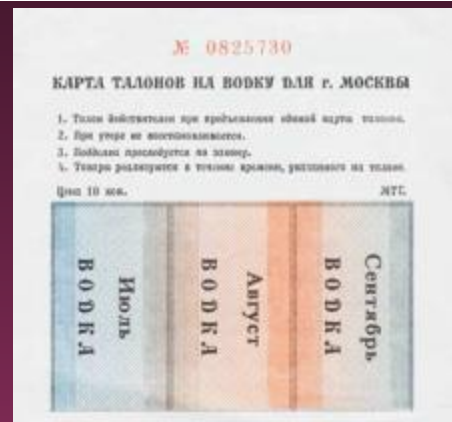 № 0825730
КАРТА ТАЛОНОВ НА ВОДКУ ДЛЯ г. МОСКВЫ
1. Талон действителен при предъявлении единой карты талонов.
2. При утере не восстанавливается.
3. Подделка преследуется по закону.
4. Товары реализуются в течение времени, указанного на талоне.
Цена 10 коп. МТГ.
ВОДКА
Июль
ВОДКА
Август
ВОДКА
Сентябрь